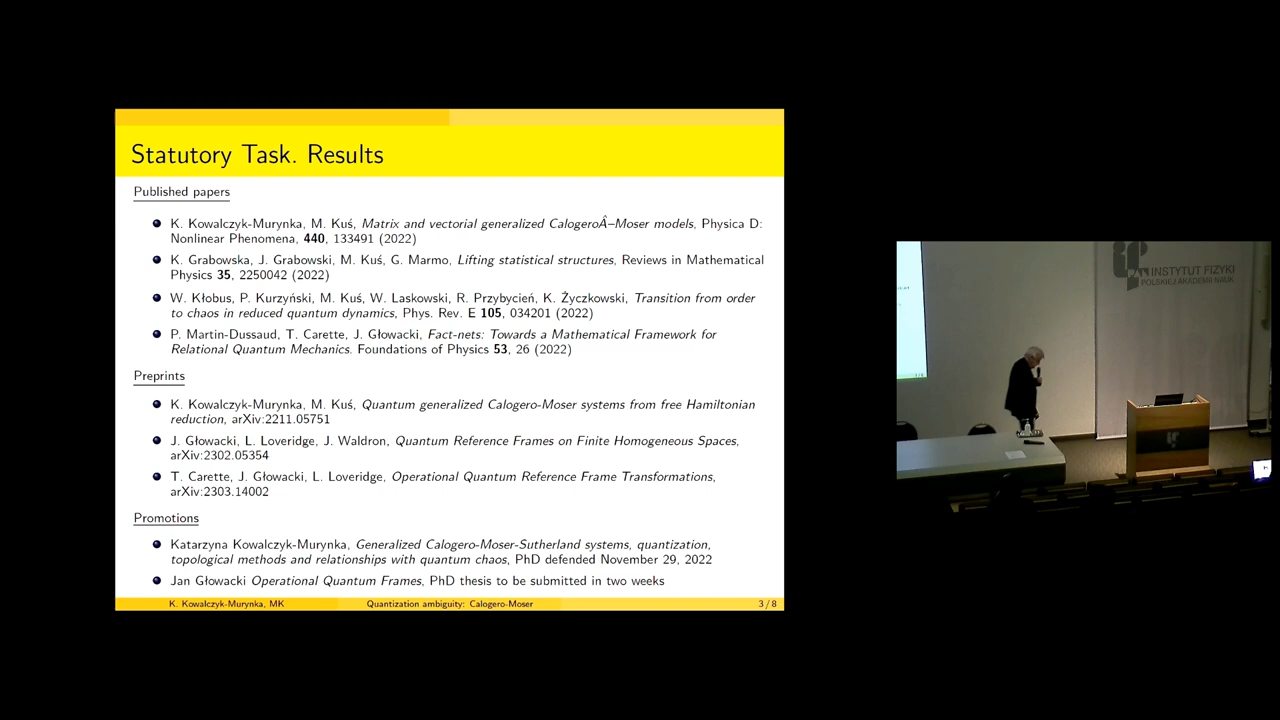 Statutory Task. Results
Published papers
K. Kowalczyk-Murynka, M. Kuś, Matrix and vectorial generalized CalogeroÂ–Moser models, Physica D:
Nonlinear Phenomena, 440, 133491 (2022)
K. Grabowska, J. Grabowski, M. Kuś, G. Marmo, Lifting statistical structures, Reviews in Mathematical
Physics 35, 2250042 (2022)
W. Kłobus, P. Kurzyński, M. Kuś, W. Laskowski, R. Przybycień, K. Życzkowski, Transition from order
to chaos in reduced quantum dynamics, Phys. Rev. E 105, 034201 (2022)
P. Martin-Dussaud, T. Carette, J. Głowacki, Fact-nets: Towards a Mathematical Framework for
Relational Quantum Mechanics. Foundations of Physics 53, 26 (2022)
Preprints
K. Kowalczyk-Murynka, M. Kuś, Quantum generalized Calogero-Moser systems from free Hamiltonian
reduction, arXiv:2211.05751
J. Głowacki, L. Loveridge, J. Waldron, Quantum Reference Frames on Finite Homogeneous Spaces,
arXiv:2302.05354
T. Carette, J. Głowacki, L. Loveridge, Operational Quantum Reference Frame Transformations,
arXiv:2303.14002
Promotions
Katarzyna Kowalczyk-Murynka, Generalized Calogero-Moser-Sutherland systems, quantization,
topological methods and relationships with quantum chaos, PhD defended November 29, 2022
Jan Głowacki Operational Quantum Frames, PhD thesis to be submitted in two weeks
K. Kowalczyk-Murynka, MK
Quantization ambiguity: Calogero-Moser
3 / 8
INSTYTUT FIZYKI
POLSKIEJ AKADEMII NAUK